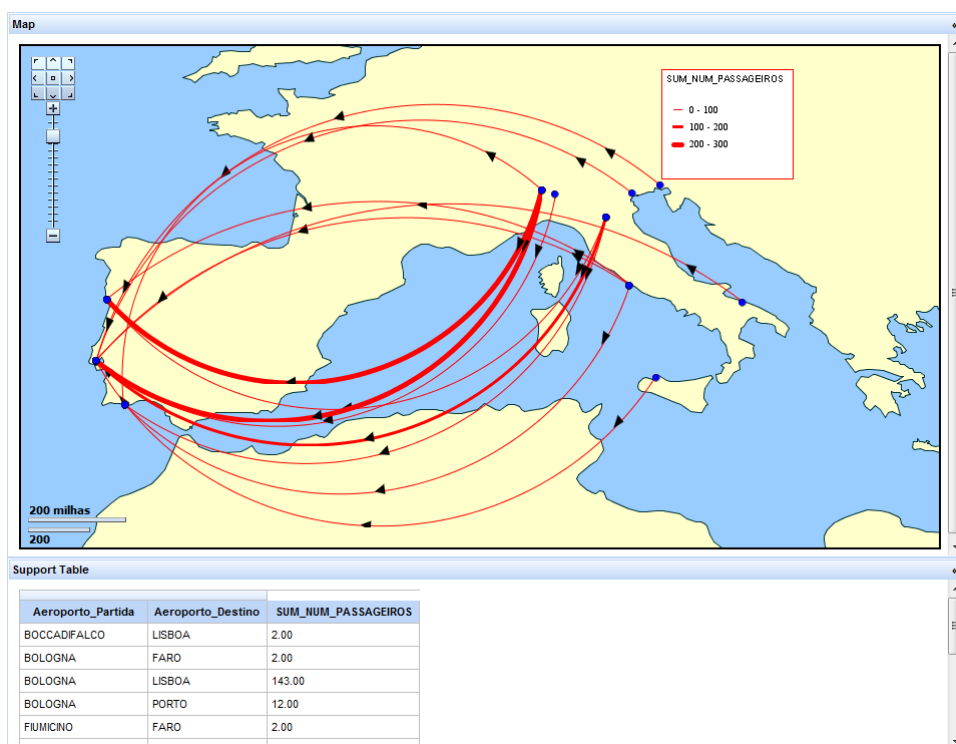 Map
SUM_NUM_PASSAGEIROS
0 - 100
100 - 200
200 - 300
200 milhas
200
Support Table
Aeroporto_Partida Aeroporto_Destino SUM_NUM_PASSAGEIROS
BOCCADIFALCO LISBOA 2.00
BOLOGNA FARO 2.00
BOLOGNA LISBOA 143.00
BOLOGNA PORTO 12.00
FIUMICINO FARO 2.00